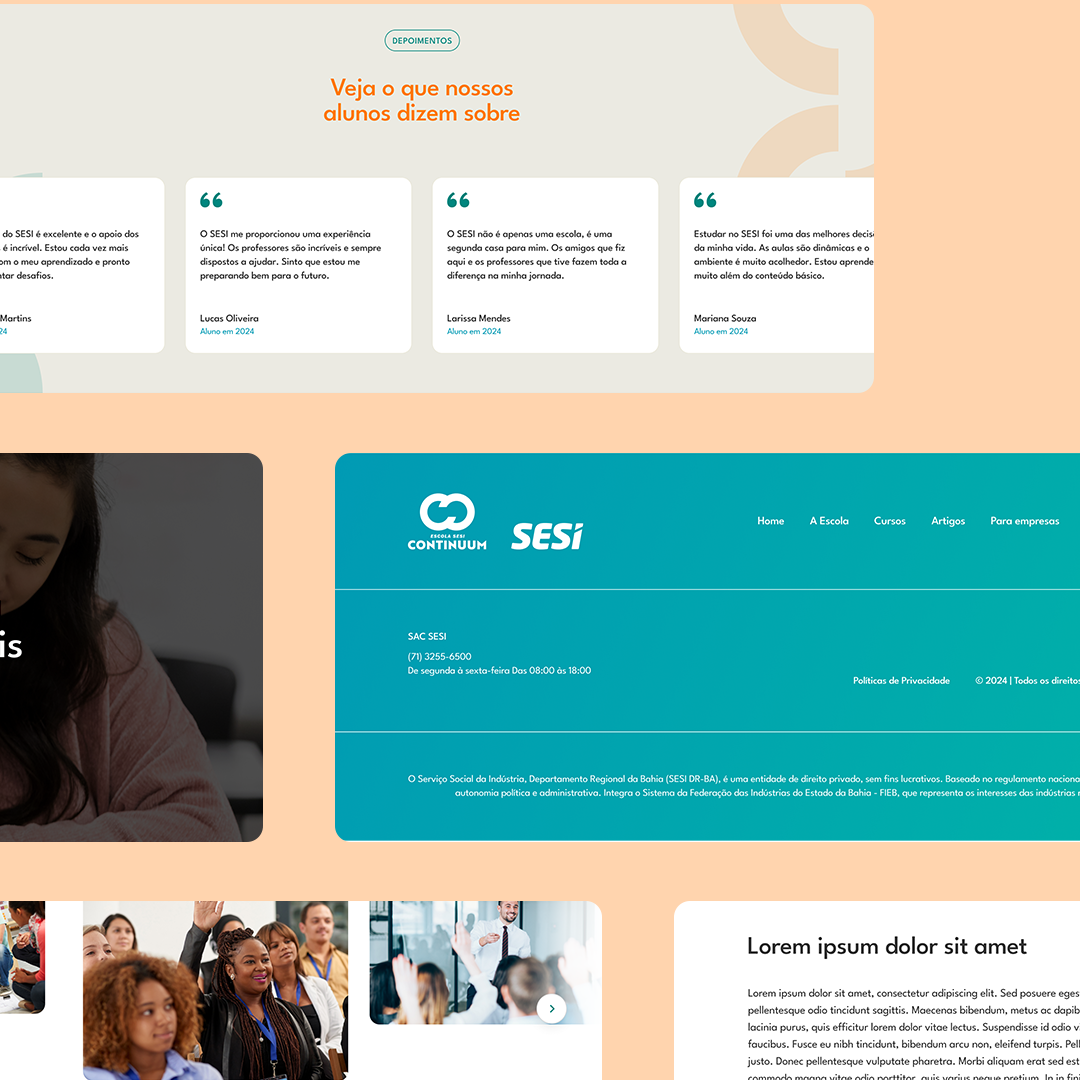 DEPOIMENTOS
Veja o que nossos
alunos dizem sobre
do SESI é excelente e o apoio dos
é incrível. Estou cada vez mais
om o meu aprendizado e pronto
ntar desafios.
Martins
24
O SESI me proporcionou uma experiência
única! Os professores são incríveis e sempre
dispostos a ajudar. Sinto que estou me
preparando bem para o futuro.
Lucas Oliveira
Aluno em 2024
O SESI não é apenas uma escola, é uma
segunda casa para mim. Os amigos que fiz
aqui e os professores que tive fazem toda a
diferença na minha jornada.
Larissa Mendes
Aluno em 2024
Estudar no SESI foi uma das melhores decisõ
da minha vida. As aulas são dinâmicas e o
ambiente é muito acolhedor. Estou aprende
muito além do conteúdo básico.
Mariana Souza
Aluno em 2024
is
ESCOLA SESI
CONTINUUM
SESI
Home A Escola Cursos Artigos Para empresas
SAC SESI
(71) 3255-6500
De segunda à sexta-feira Das 08:00 às 18:00
Políticas de Privacidade © 2024 | Todos os direitos
O Serviço Social da Indústria, Departamento Regional da Bahia (SESI DR-BA), é uma entidade de direito privado, sem fins lucrativos. Baseado no regulamento naciona
autonomia política e administrativa. Integra o Sistema da Federação das Indústrias do Estado da Bahia - FIEB, que representa os interesses das indústrias
Lorem ipsum dolor sit amet
Lorem ipsum dolor sit amet, consectetur adipiscing elit. Sed posuere eges
pellentesque odio tincidunt sagittis. Maecenas bibendum, metus ac dapib
lacinia purus, quis efficitur lorem dolor vitae lectus. Suspendisse id odio v
faucibus. Fusce eu nibh tincidunt, bibendum arcu non, eleifend turpis. Pell
justo. Donec pellentesque vulputate pharetra. Morbi aliquam erat sed est
commodo magna vitae odio porttitor, quis varius neque pretium. In in fini